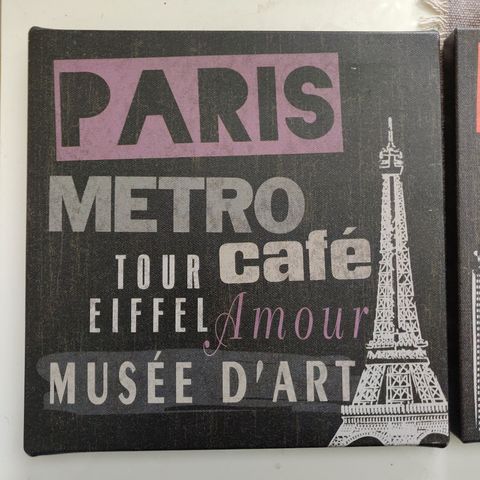 PARIS
METRO
café
TOUR
EIFFEL
Amour
MUSÉE D'ART